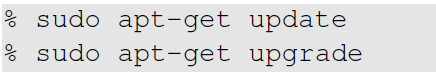 % sudo apt-get update
% sudo apt-get upgrade